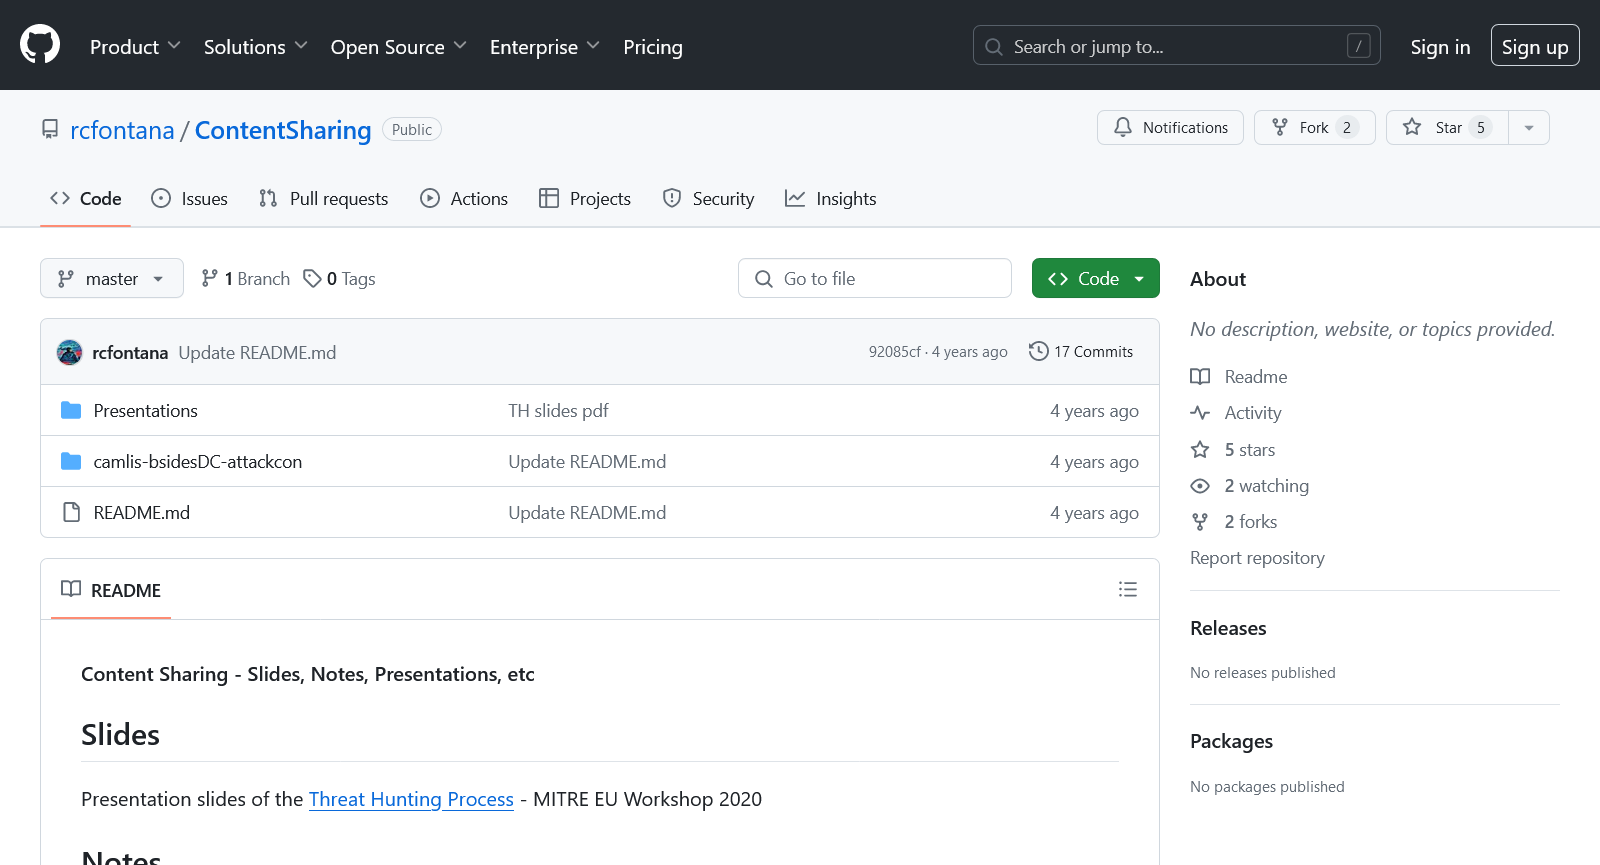 Product Solutions Open Source Enterprise Pricing Search or jump to... / Sign in Sign up
rcfontana / ContentSharing Public Notifications Fork 2 Star 5
Code Issues Pull requests Actions Projects Security Insights
master 1 Branch 0 Tags Go to file Code
rcfontana Update README.md 92085cf · 4 years ago 17 Commits
Presentations TH slides pdf 4 years ago
camlis-bsidesDC-attackcon Update README.md 4 years ago
README.md Update README.md 4 years ago
README
Content Sharing - Slides, Notes, Presentations, etc
Slides
Presentation slides of the Threat Hunting Process - MITRE EU Workshop 2020
Notes
About
No description, website, or topics provided.
Readme
Activity
5 stars
2 watching
2 forks
Report repository
Releases
No releases published
Packages
No packages published